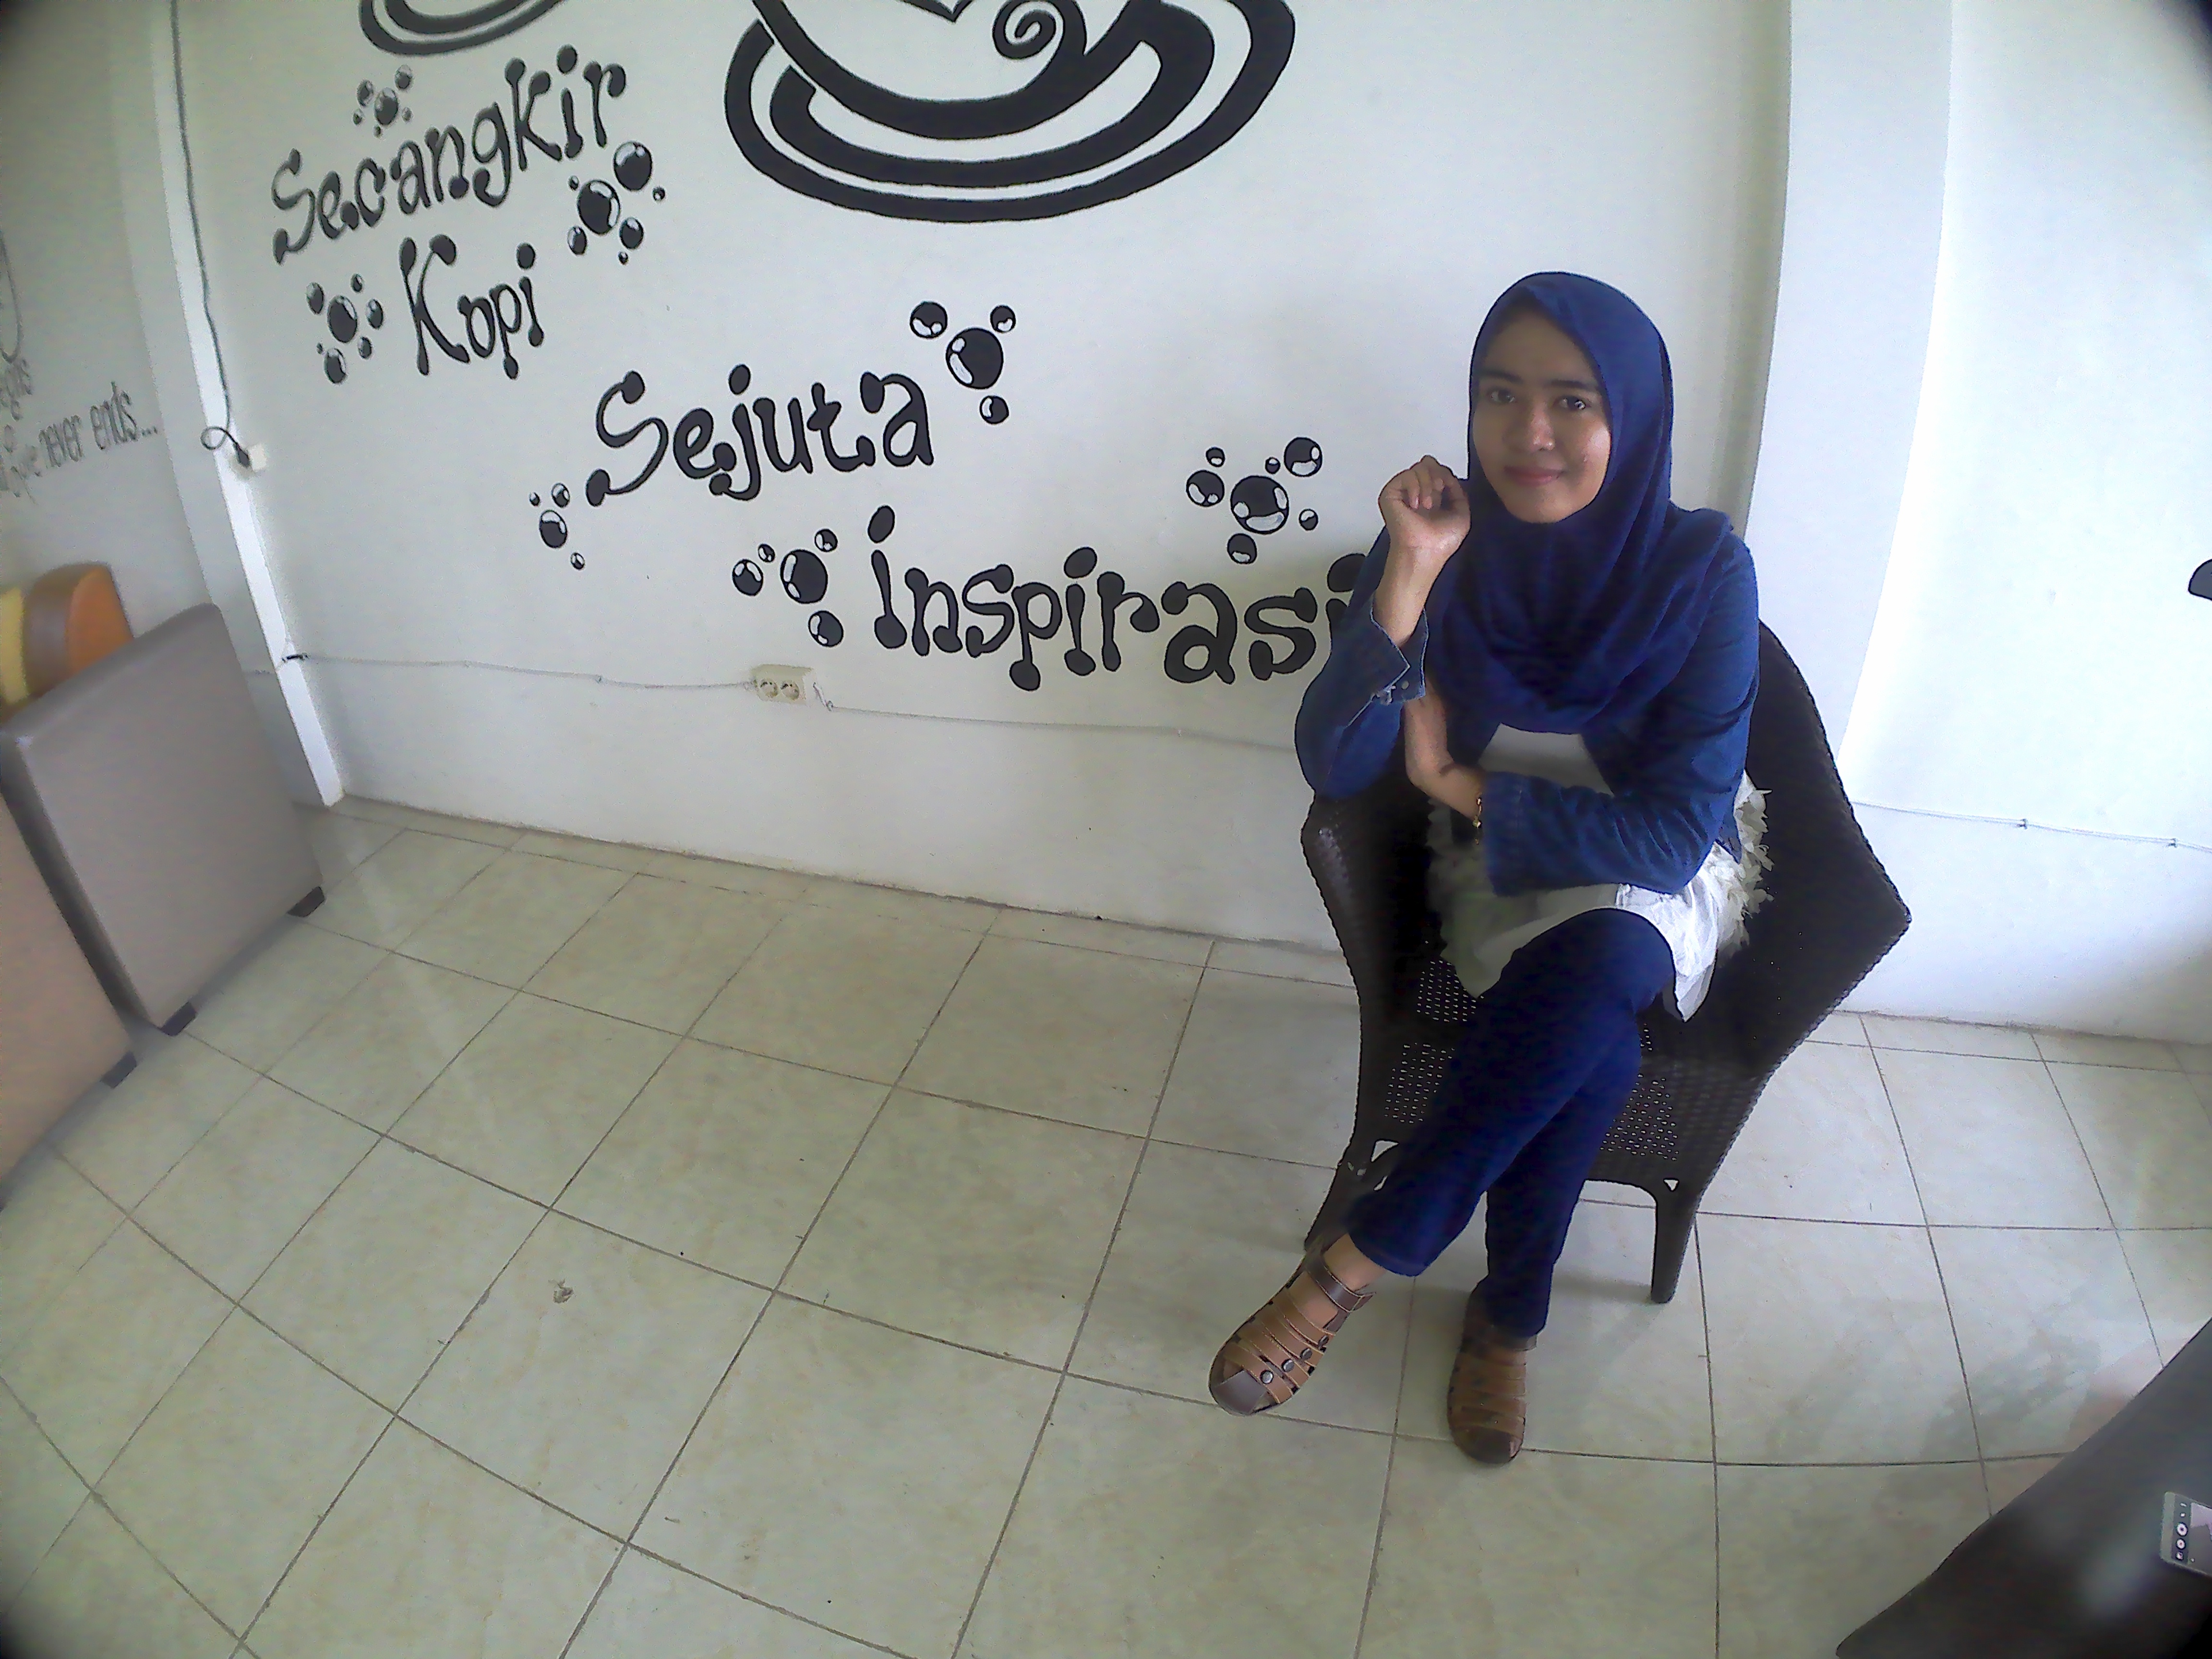 Secangkir
Kopi
Sejuta
inspirasi
never ends...